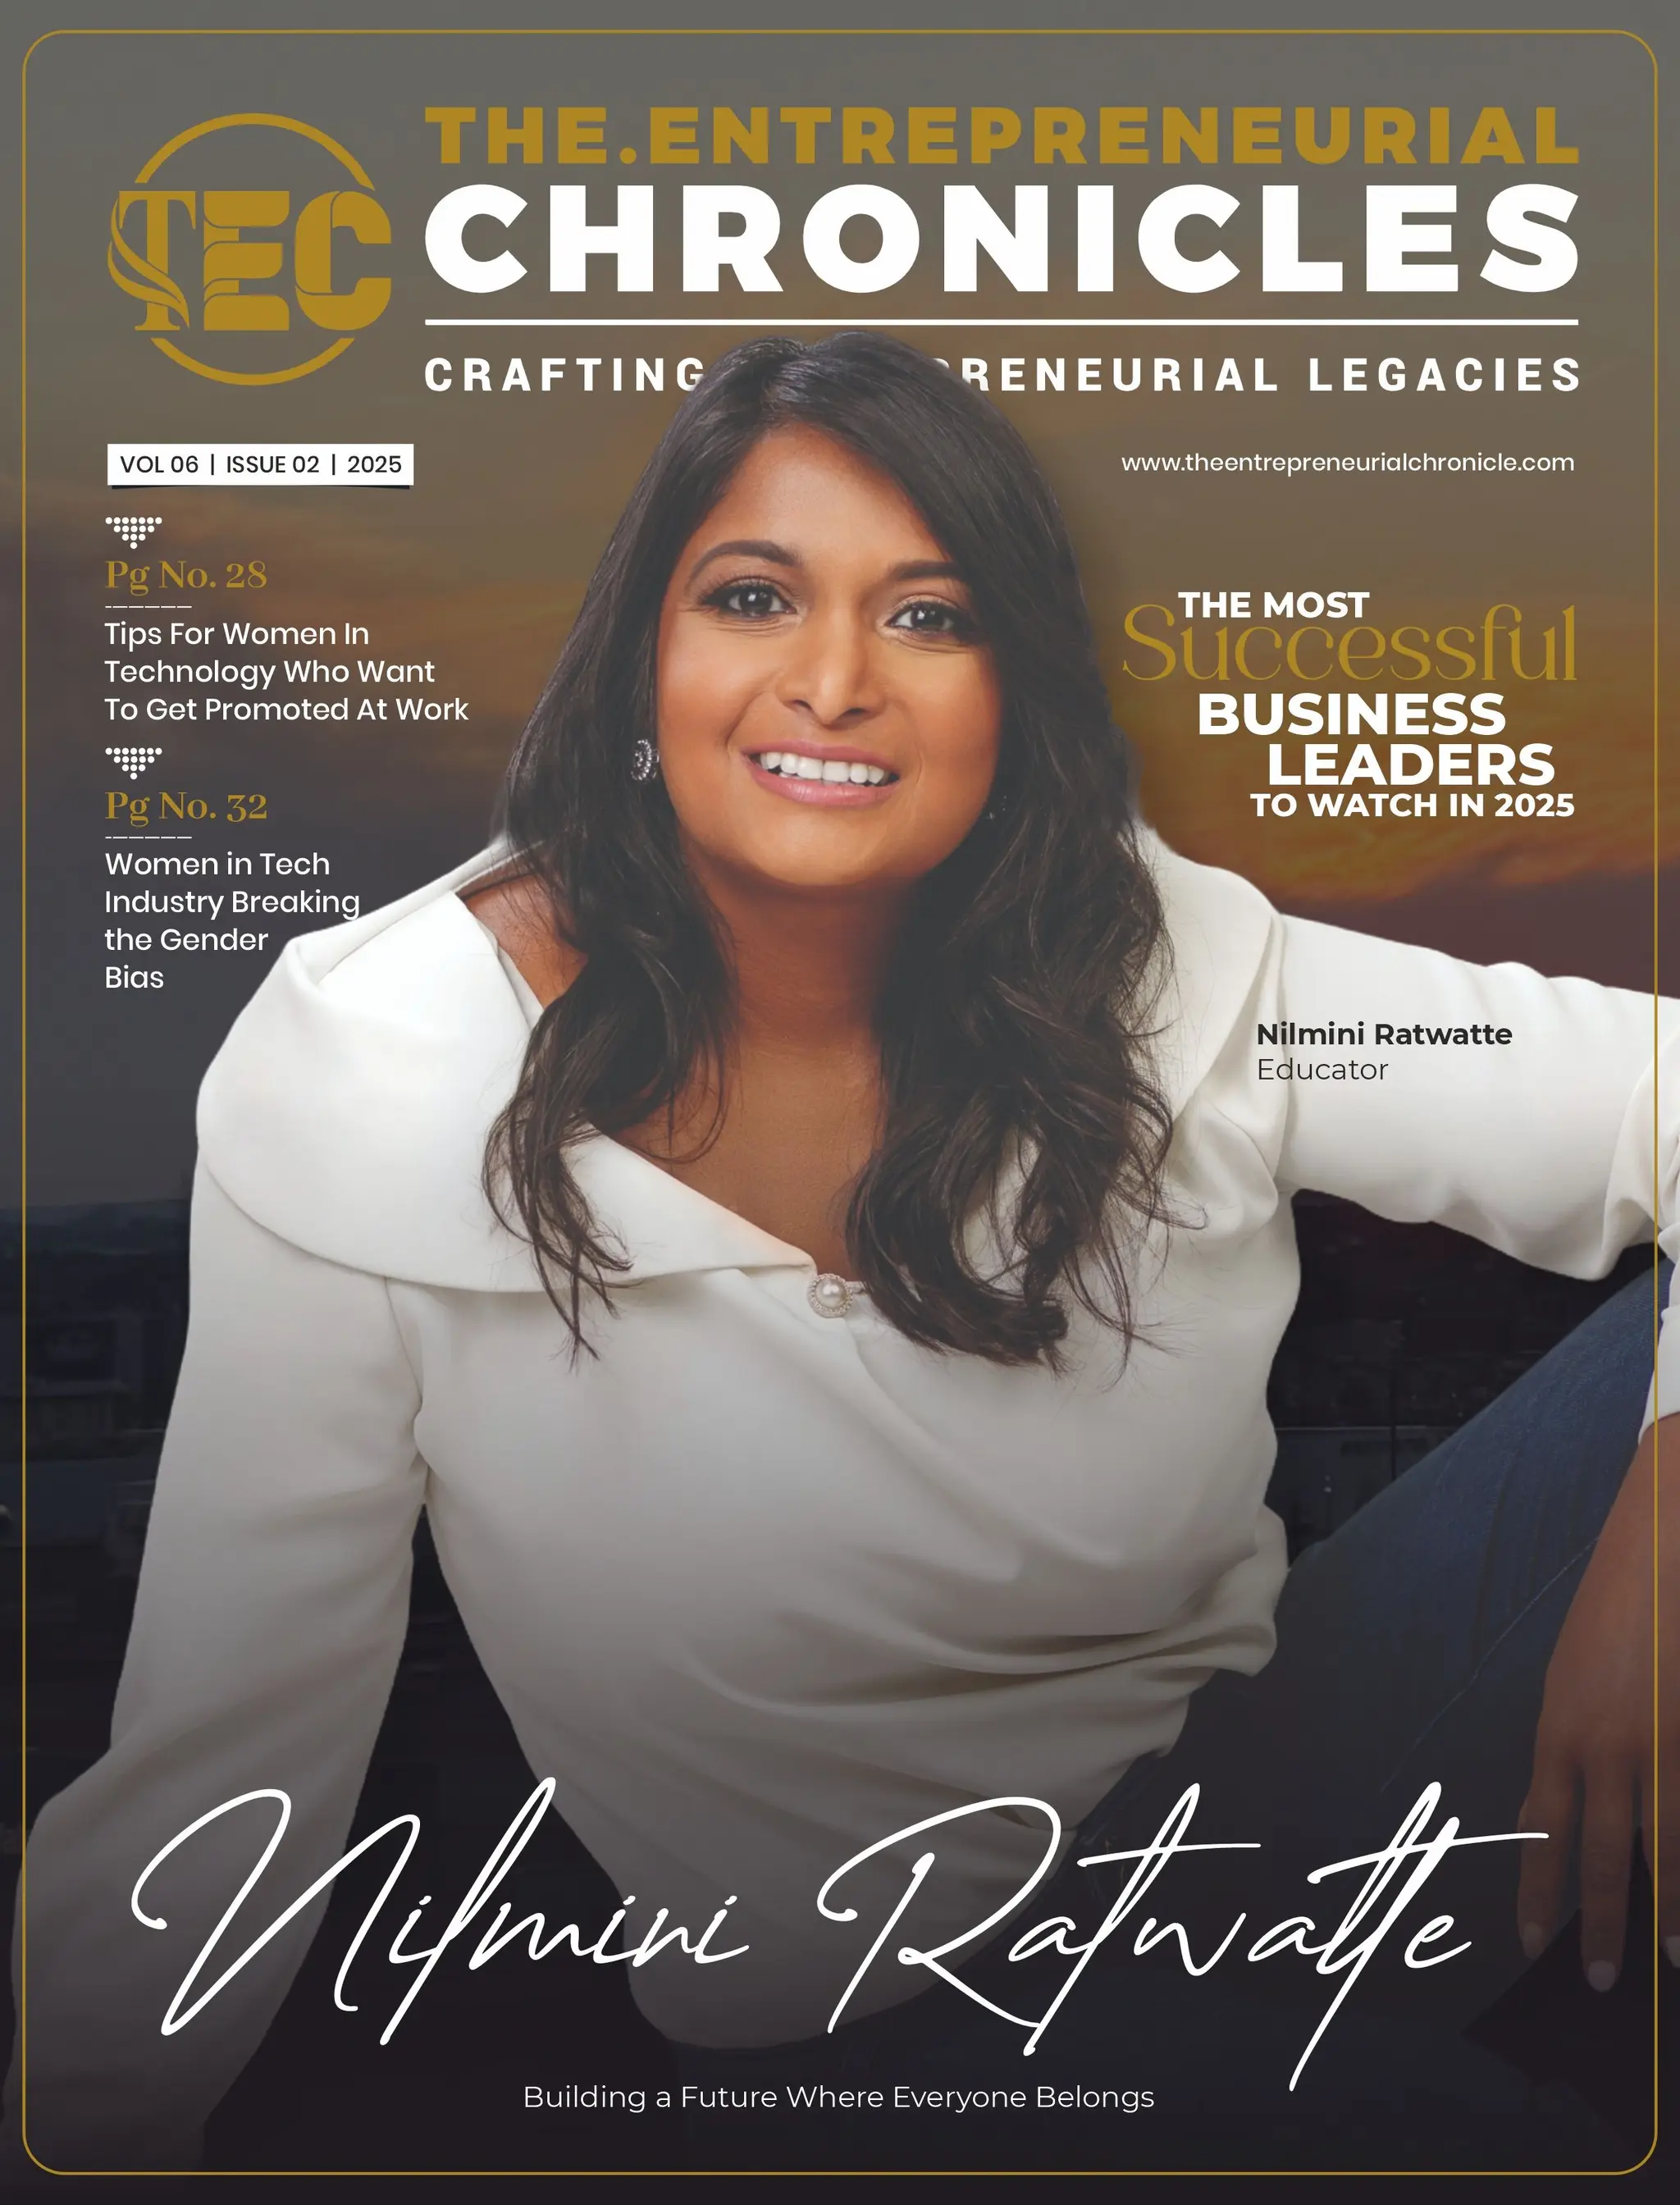 TEC
THE.ENTREPRENEURIAL
CHRONICLES
CRAFTING PRENEURIAL LEGACIES
VOL 06 | ISSUE 02 | 2025
www.theentrepreneurialchronicle.com
Pg No. 28
Tips For Women In
Technology Who Want
To Get Promoted At Work
Pg No. 32
Women in Tech
Industry Breaking
the Gender
Bias
THE MOST
Successful
BUSINESS
LEADERS
TO WATCH IN 2025
Nilmini Ratwatte
Educator
Nilmini Ratwatte
Building a Future Where Everyone Belongs